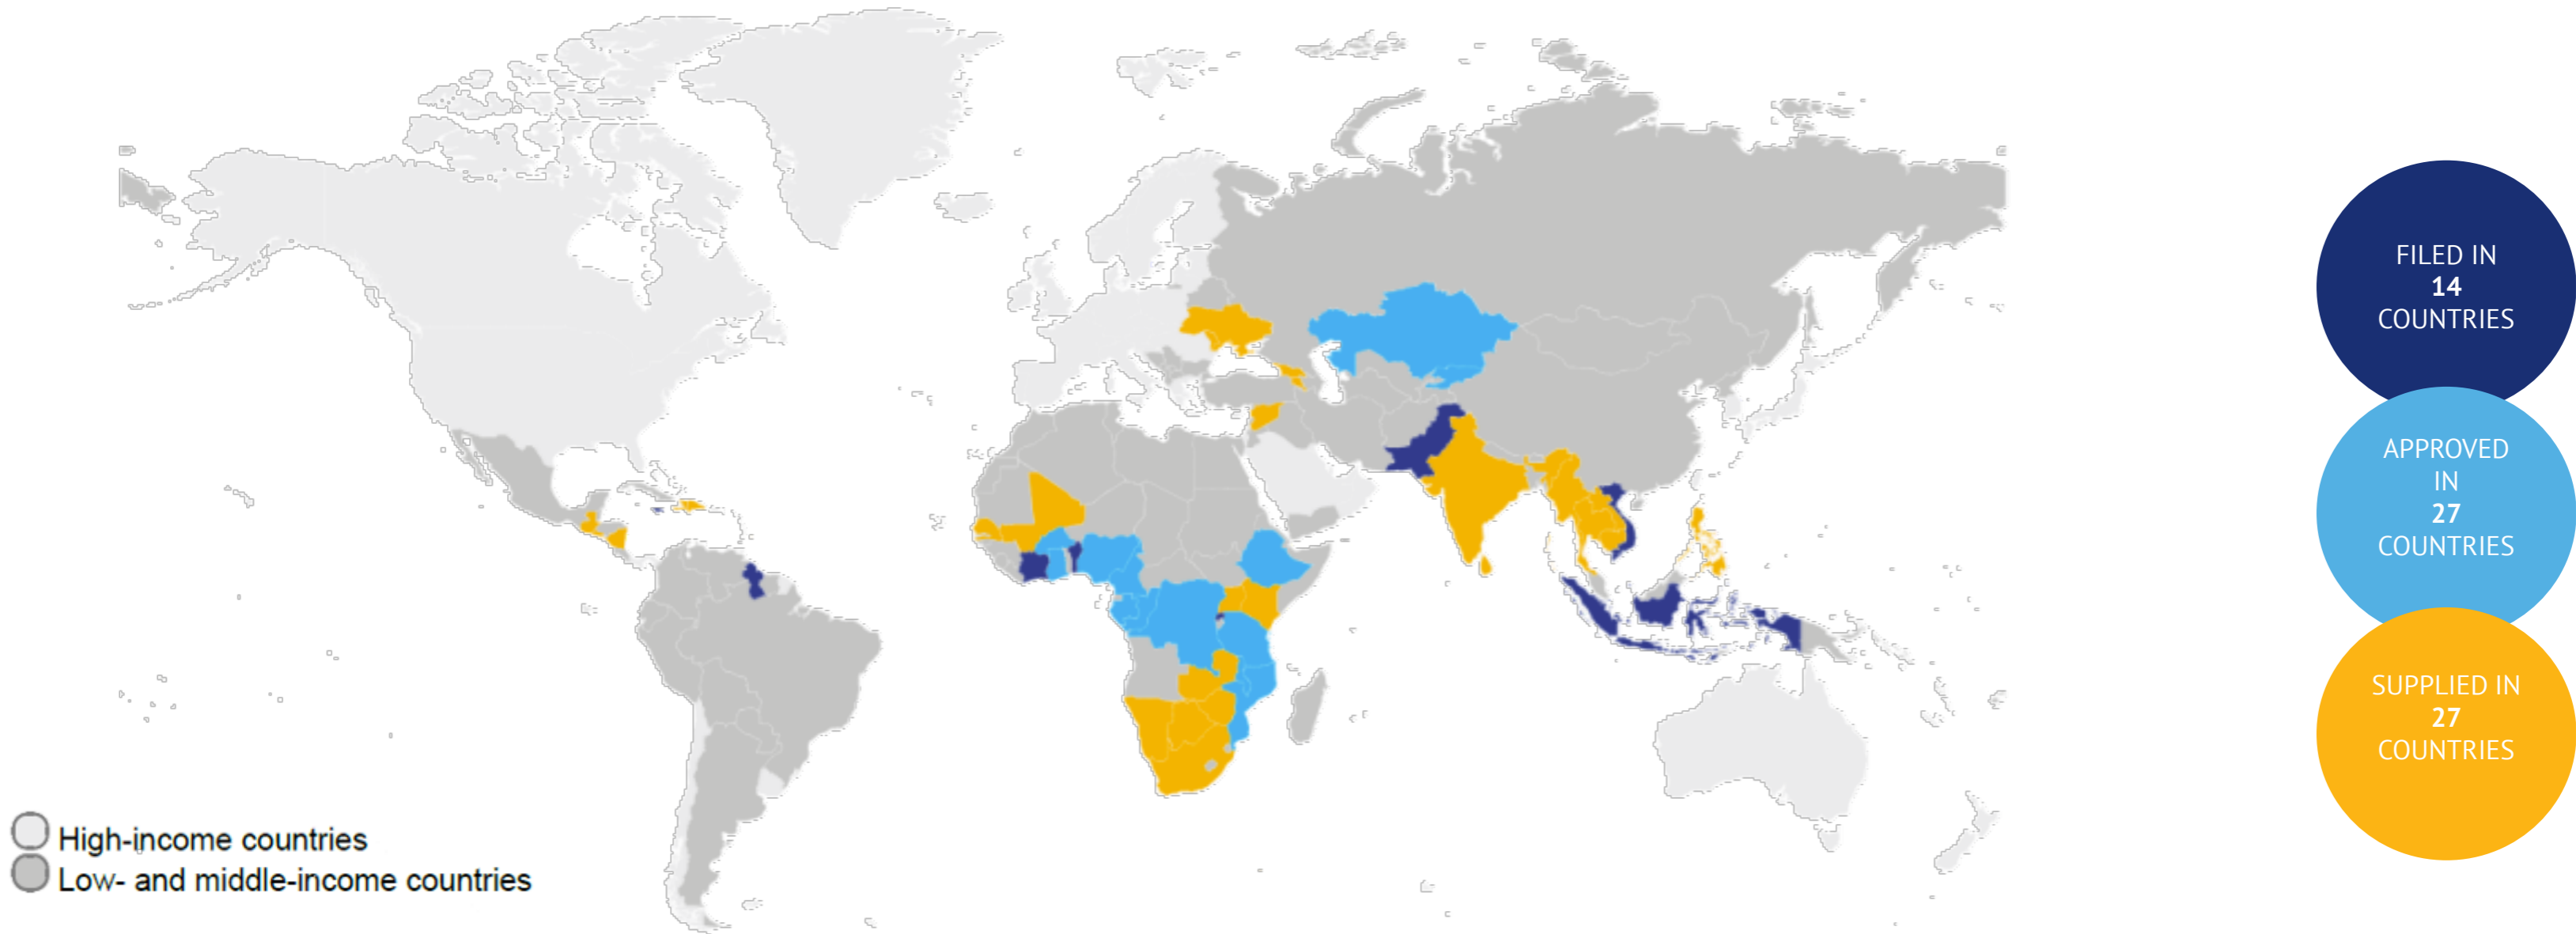 FILED IN
14
COUNTRIES
APPROVED
IN
27
COUNTRIES
SUPPLIED IN
27
COUNTRIES
High-income countries
Low- and middle-income countries